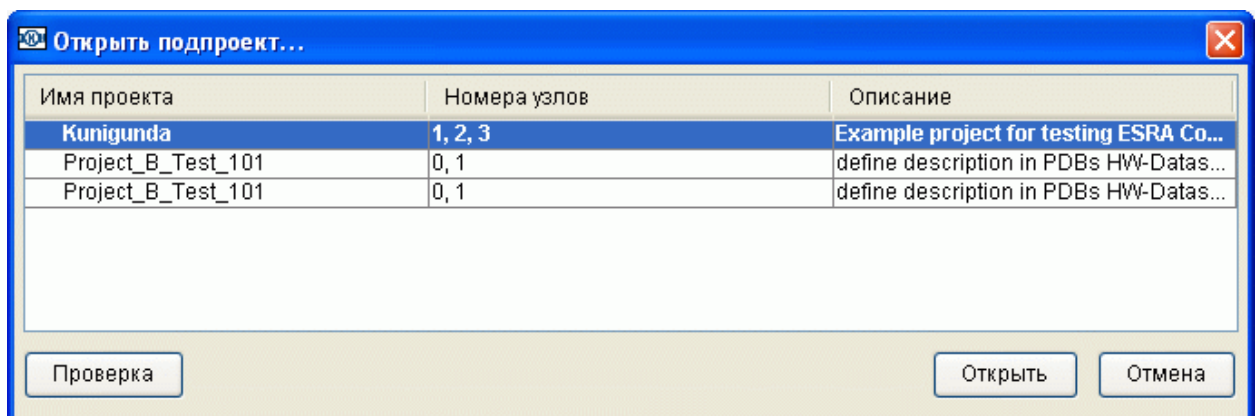 Открыть подпроект...
Имя проекта Номера узлов Описание
Kunigunda 1, 2, 3 Example project for testing ESRA Co...
Project_B_Test_101 0, 1 define description in PDBs HW-Datas...
Project_B_Test_101 0, 1 define description in PDBs HW-Datas...
Проверка Открыть Отмена